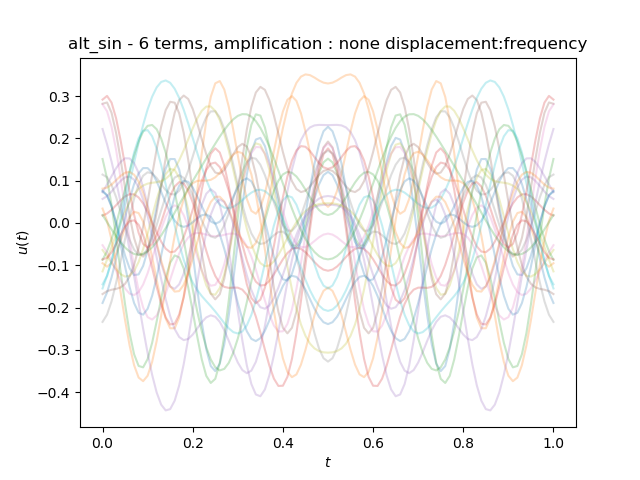 alt_sin - 6 terms, amplification : none displacement:frequency
0.3
0.2
0.1
0.0
−0.1
−0.2
−0.3
−0.4
u(t)
0.0 0.2 0.4 0.6 0.8 1.0
t